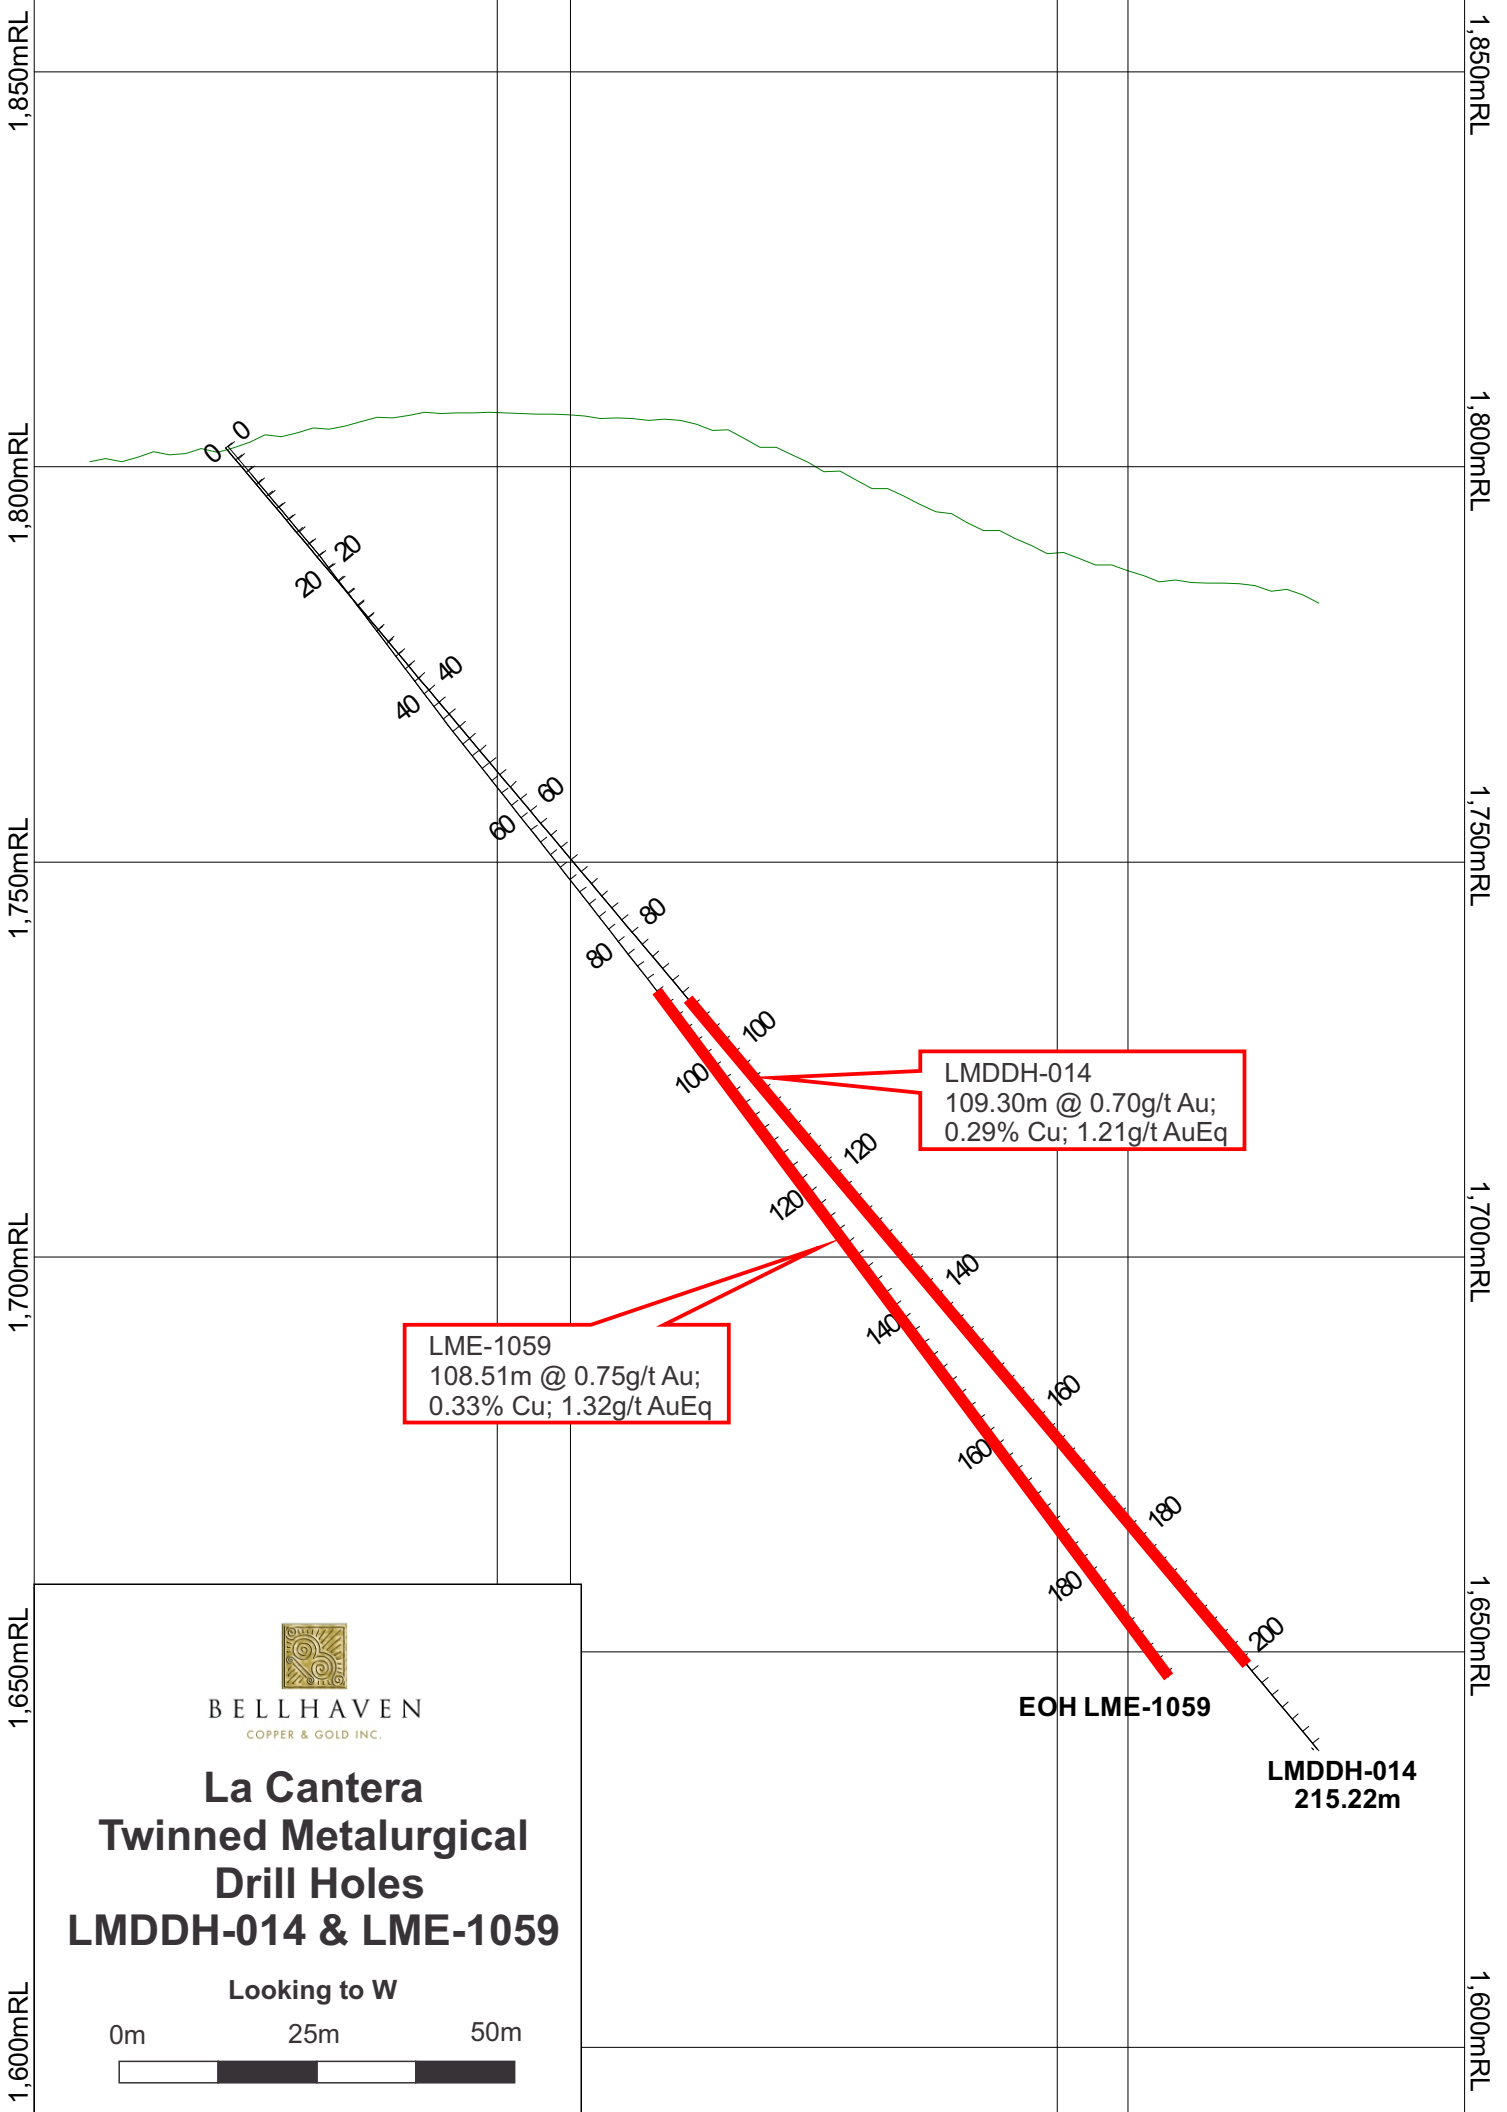 1,850mRL
1,850mRL
1,800mRL
1,800mRL
0
0
20
20
40
40
60
60
1,750mRL
1,750mRL
80
80
100
100
LMDDH-014
109.30m @ 0.70g/t Au;
0.29% Cu; 1.21g/t AuEq
120
120
1,700mRL
1,700mRL
140
140
LME-1059
108.51m @ 0.75g/t Au;
0.33% Cu; 1.32g/t AuEq
160
160
180
180
200
1,650mRL
1,650mRL
EOH LME-1059
LMDDH-014
215.22m
BELLHAVEN
COPPER & GOLD INC.
La Cantera
Twinned Metalurgical
Drill Holes
LMDDH-014 & LME-1059
Looking to W
0m 25m 50m
1,600mRL
1,600mRL